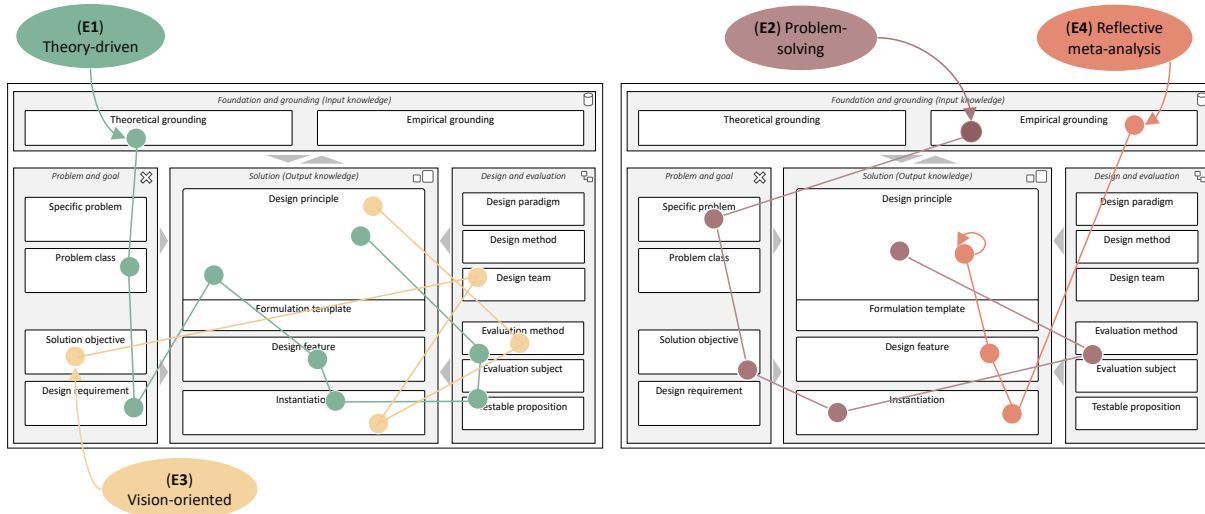 (E1)
Theory-driven
(E2) Problem-
solving
(E4) Reflective
meta-analysis
Foundation and grounding (Input knowledge)
Theoretical grounding
Empirical grounding
Problem and goal
Specific problem
Problem class
Solution objective
Design requirement
Solution (Output knowledge)
Design principle
Formulation template
Design feature
Instantiation
Design and evaluation
Design paradigm
Design method
Design team
Evaluation method
Evaluation subject
Testable proposition
Foundation and grounding (Input knowledge)
Theoretical grounding
Empirical grounding
Problem and goal
Specific problem
Problem class
Solution objective
Design requirement
Solution (Output knowledge)
Design principle
Formulation template
Design feature
Instantiation
Design and evaluation
Design paradigm
Design method
Design team
Evaluation method
Evaluation subject
Testable proposition
(E3)
Vision-oriented